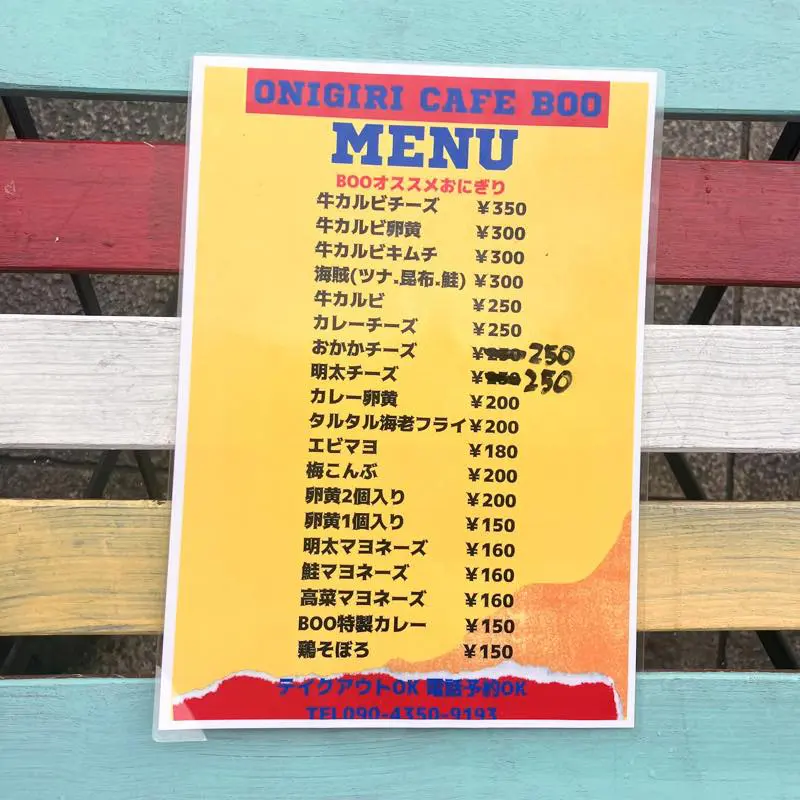 ONIGIRI CAFE BOO
MENU
BOOオススメおにぎり
牛カルビチーズ ¥350
牛カルビ卵黄 ¥300
牛カルビキムチ ¥300
海賊(ツナ.昆布.鮭) ¥300
牛カルビ ¥250
カレーチーズ ¥250
おかかチーズ ¥250
明太チーズ ¥250
カレー卵黄 ¥200
タルタル海老フライ ¥200
エビマヨ ¥180
梅こんぶ ¥200
卵黄2個入り ¥200
卵黄1個入り ¥150
明太マヨネーズ ¥160
鮭マヨネーズ ¥160
高菜マヨネーズ ¥160
BOO特製カレー ¥150
鶏そぼろ ¥150
テイクアウトOK 電話予約OK
TEL090-4350-9193